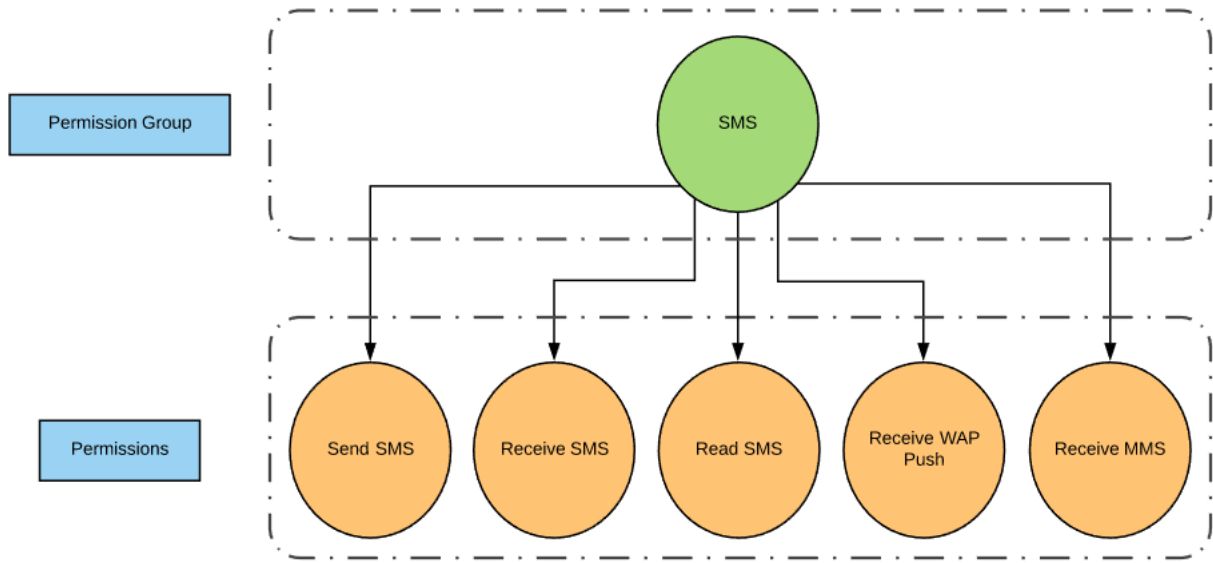 Permission Group
SMS
Permissions
Send SMS
Receive SMS
Read SMS
Receive WAP
Push
Receive MMS